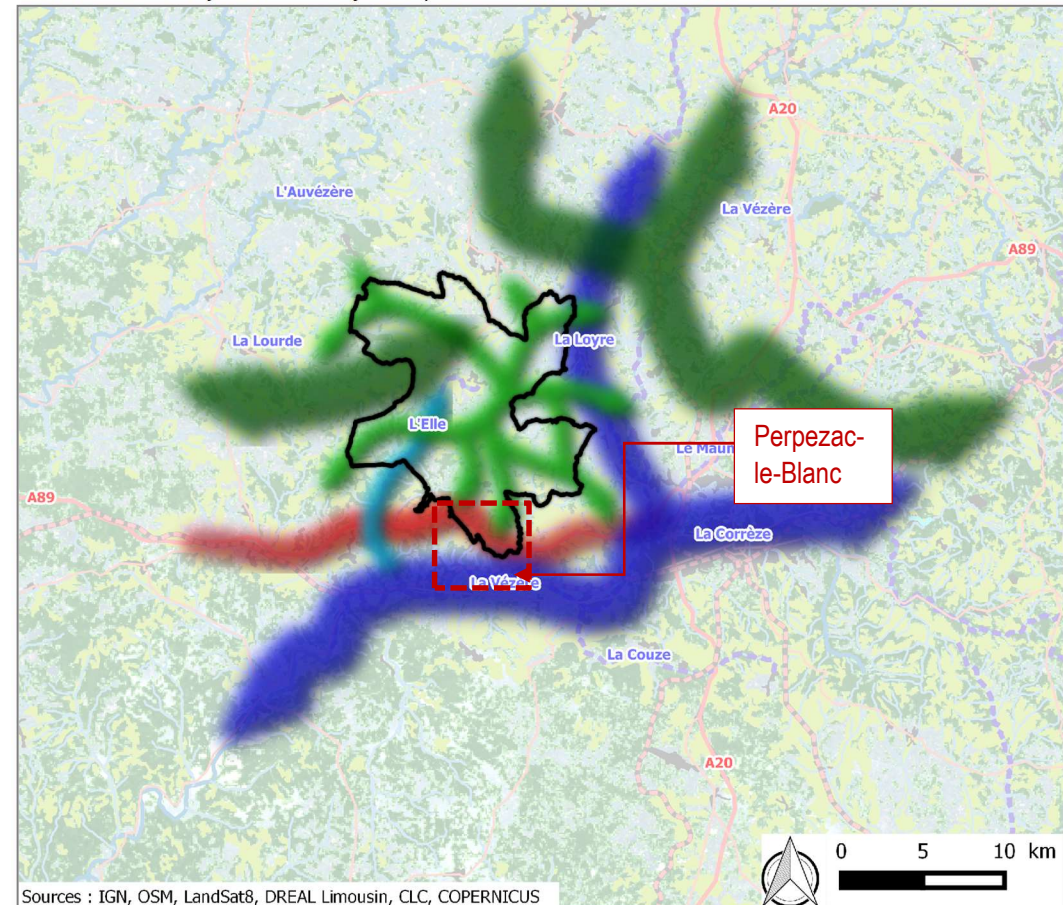 A20
L'Auvézère
La Vézère
A89
La Lourde
La Loyre
L'Elle
Perpezac-
le-Blanc
A89
La Corrèze
La Vézère
La Couze
A20
0 5 10 km
Sources : IGN, OSM, LandSat8, DREAL Limousin, CLC, COPERNICUS